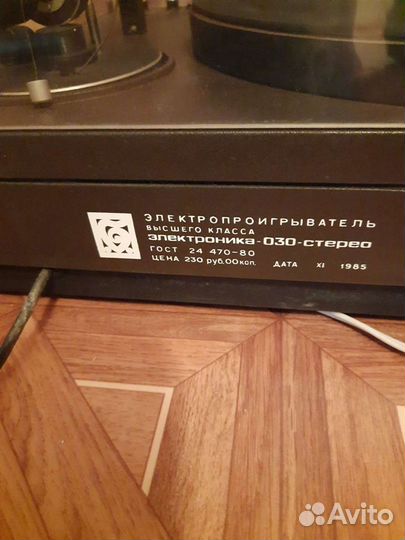 ЭЛЕКТРОПРОИГРЫВАТЕЛЬ
ВЫСШЕГО КЛАССА
электроника-030-стерео
ГОСТ 24 470-80
ЦЕНА 230 руб.00коп. ДАТА XI 1985
Avito